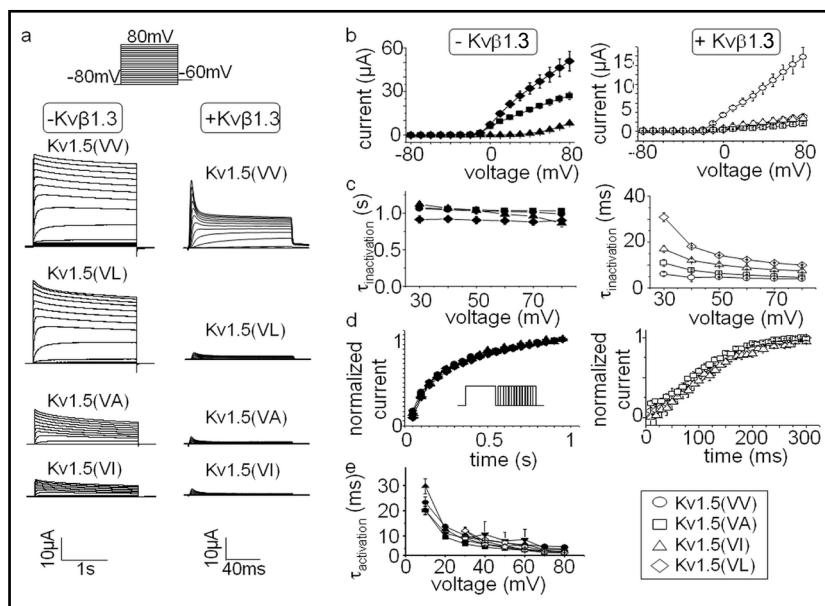 a
80mV
-80mV
-60mV
-Kvβ1.3
+Kvβ1.3
Kv1.5(VV)
Kv1.5(VV)
Kv1.5(VL)
Kv1.5(VL)
Kv1.5(VA)
Kv1.5(VA)
Kv1.5(VI)
Kv1.5(VI)
10µA
1s
10µA
40ms
b
- Kvβ1.3
+ Kvβ1.3
current (µA)
60
30
0
-80
0
80
voltage (mV)
current (µA)
15
10
5
0
-80
0
80
voltage (mV)
c
τinactivation (s)
1.0
0.5
0.0
30
50
70
voltage (mV)
τinactivation (ms)
40
20
0
30
50
70
voltage (mV)
d
normalized current
1
0
0.5
1
time (s)
normalized current
1
0
0
100
200
300
time (ms)
e
τactivation (ms)
30
20
10
0
0
20
40
60
80
voltage (mV)
Kv1.5(VV)
Kv1.5(VA)
Kv1.5(VI)
Kv1.5(VL)